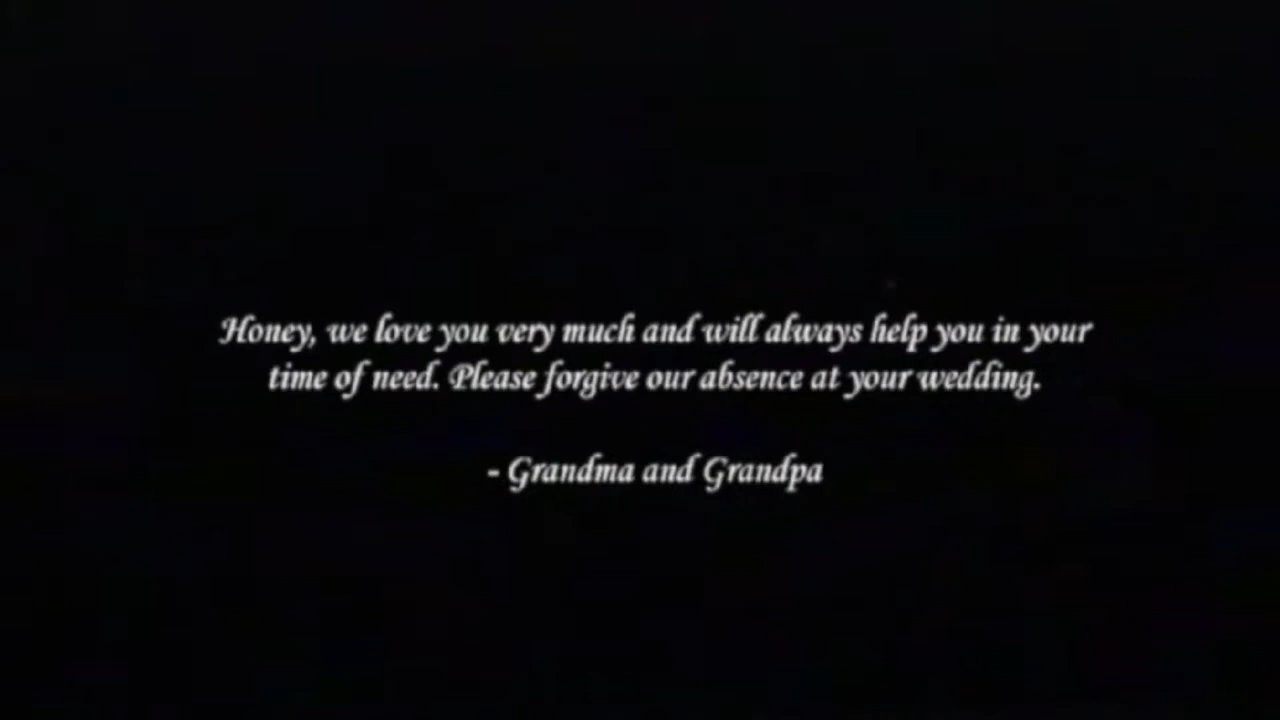 Honey, we love you very much and will always help you in your
time of need. Please forgive our absence at your wedding.
- Grandma and Grandpa